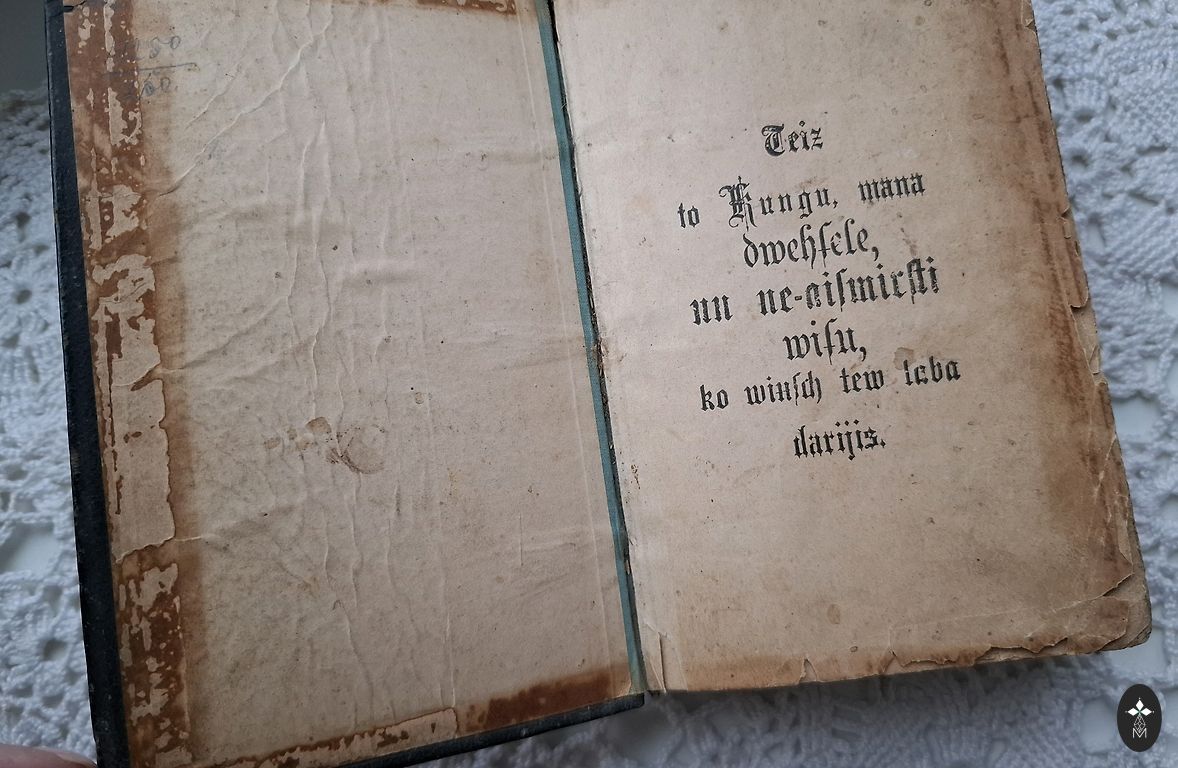 Teiz
to Kungu, mana
dwehſele,
un ne-aiſmirſti
wiſu,
ko winſch tew laba
darijis.